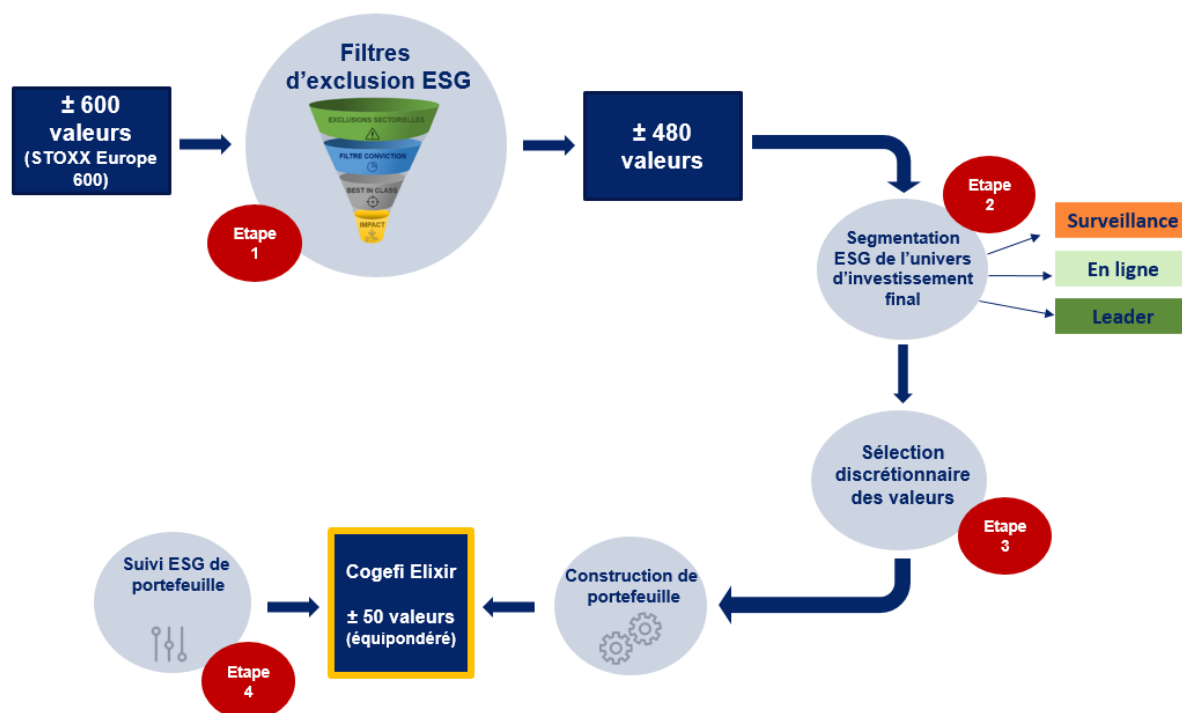 ± 600
valeurs
(STOXX Europe
600)
Filtres
d'exclusion ESG
EXCLUSIONS SECTORIELLES
FILTRE CONVICTION
BEST IN CLASS
IMPACT
Etape
1
± 480
valeurs
Etape
2
Segmentation
ESG de l'univers
d'investissement
final
Surveillance
En ligne
Leader
Sélection
discrétionnaire
des valeurs
Etape
3
Construction de
portefeuille
Cogefi Elixir
± 50 valeurs
(équipondéré)
Suivi ESG de
portefeuille
Etape
4